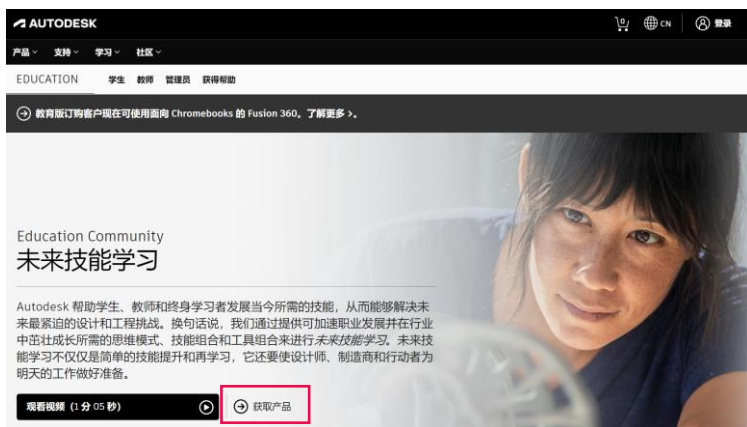 AUTODESK
0
CN
登录
产品 支持 学习 社区
EDUCATION 学生 教师 管理员 获得帮助
教育版订购客户现在可使用面向 Chromebooks 的 Fusion 360。了解更多 >。
Education Community
未来技能学习
Autodesk 帮助学生、教师和终身学习者发展当今所需的技能，从而能够解决未
来最紧迫的设计和工程挑战。换句话说，我们通过提供可加速职业发展并在行业
中茁壮成长所需的思维模式、技能组合和工具组合来进行未来技能学习。未来技
能学习不仅仅是简单的技能提升和再学习，它还要使设计师、制造商和行动者为
明天的工作做好准备。
观看视频 (1 分 05 秒) 获取产品